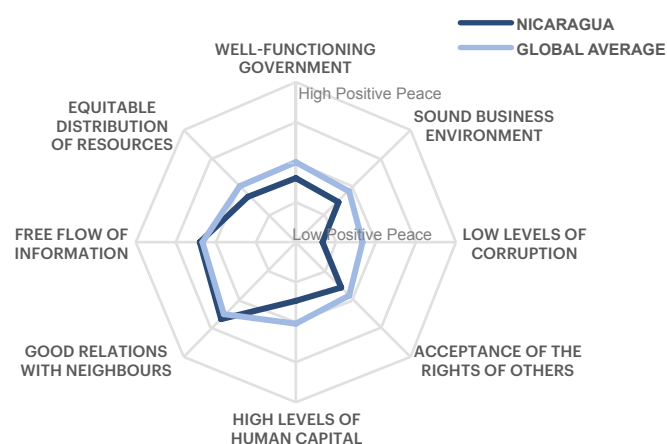 NICARAGUA
GLOBAL AVERAGE
WELL-FUNCTIONING
GOVERNMENT
High Positive Peace
EQUITABLE
DISTRIBUTION
OF RESOURCES
SOUND BUSINESS
ENVIRONMENT
FREE FLOW OF
INFORMATION
Low Positive Peace
LOW LEVELS OF
CORRUPTION
GOOD RELATIONS
WITH NEIGHBOURS
ACCEPTANCE OF THE
RIGHTS OF OTHERS
HIGH LEVELS OF
HUMAN CAPITAL